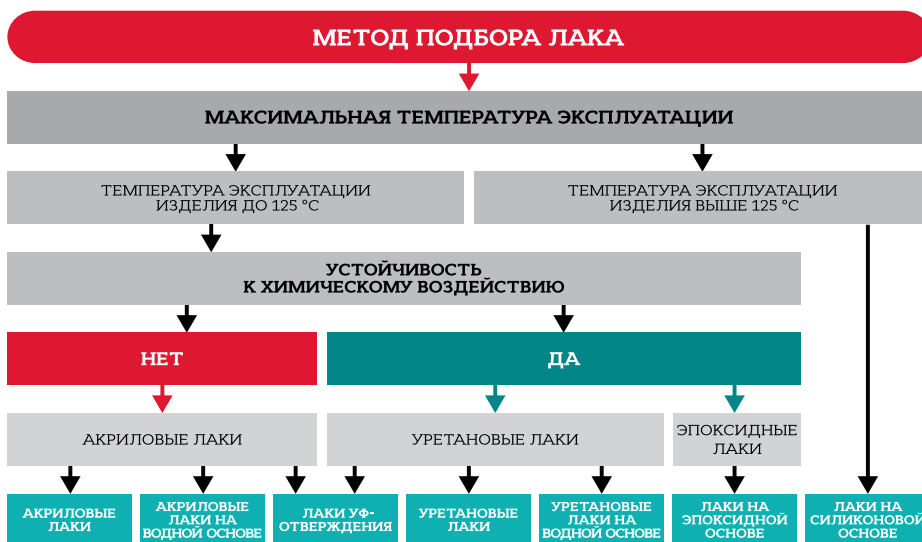 МЕТОД ПОДБОРА ЛАКА
МАКСИМАЛЬНАЯ ТЕМПЕРАТУРА ЭКСПЛУАТАЦИИ
ТЕМПЕРАТУРА ЭКСПЛУАТАЦИИ
ИЗДЕЛИЯ ДО 125 °С
ТЕМПЕРАТУРА ЭКСПЛУАТАЦИИ
ИЗДЕЛИЯ ВЫШЕ 125 °С
УСТОЙЧИВОСТЬ
К ХИМИЧЕСКОМУ ВОЗДЕЙСТВИЮ
НЕТ
ДА
АКРИЛОВЫЕ ЛАКИ
УРЕТАНОВЫЕ ЛАКИ
ЭПОКСИДНЫЕ
ЛАКИ
АКРИЛОВЫЕ
ЛАКИ
АКРИЛОВЫЕ
ЛАКИ НА
ВОДНОЙ ОСНОВЕ
ЛАКИ УФ-
ОТВЕРЖДЕНИЯ
УРЕТАНОВЫЕ
ЛАКИ
УРЕТАНОВЫЕ
ЛАКИ НА
ВОДНОЙ ОСНОВЕ
ЛАКИ НА
ЭПОКСИДНОЙ
ОСНОВЕ
ЛАКИ НА
СИЛИКОНОВОЙ
ОСНОВЕ